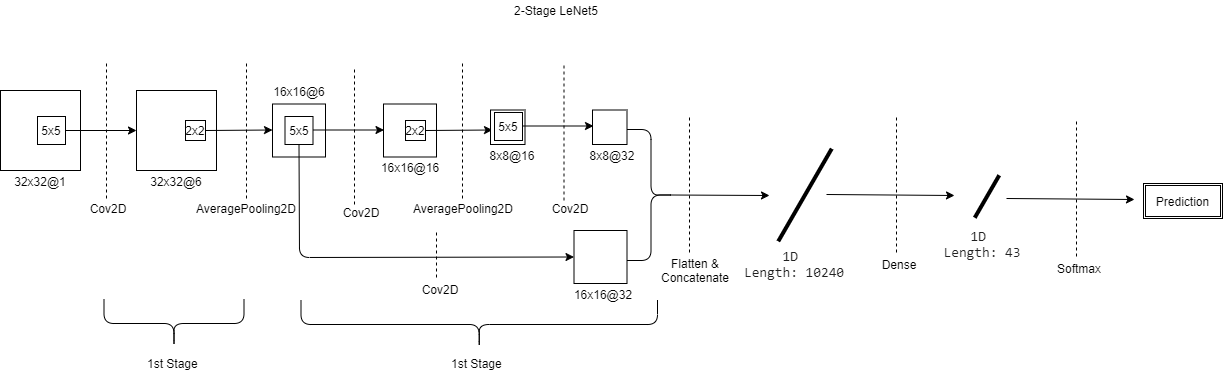 2-Stage LeNet5
5x5
32x32@1
Cov2D
2x2
32x32@6
AveragePooling2D
16x16@6
5x5
Cov2D
2x2
16x16@16
AveragePooling2D
5x5
8x8@16
Cov2D
8x8@32
Cov2D
16x16@32
Flatten &
Concatenate
1D
Length: 10240
Dense
1D
Length: 43
Softmax
Prediction
1st Stage
1st Stage